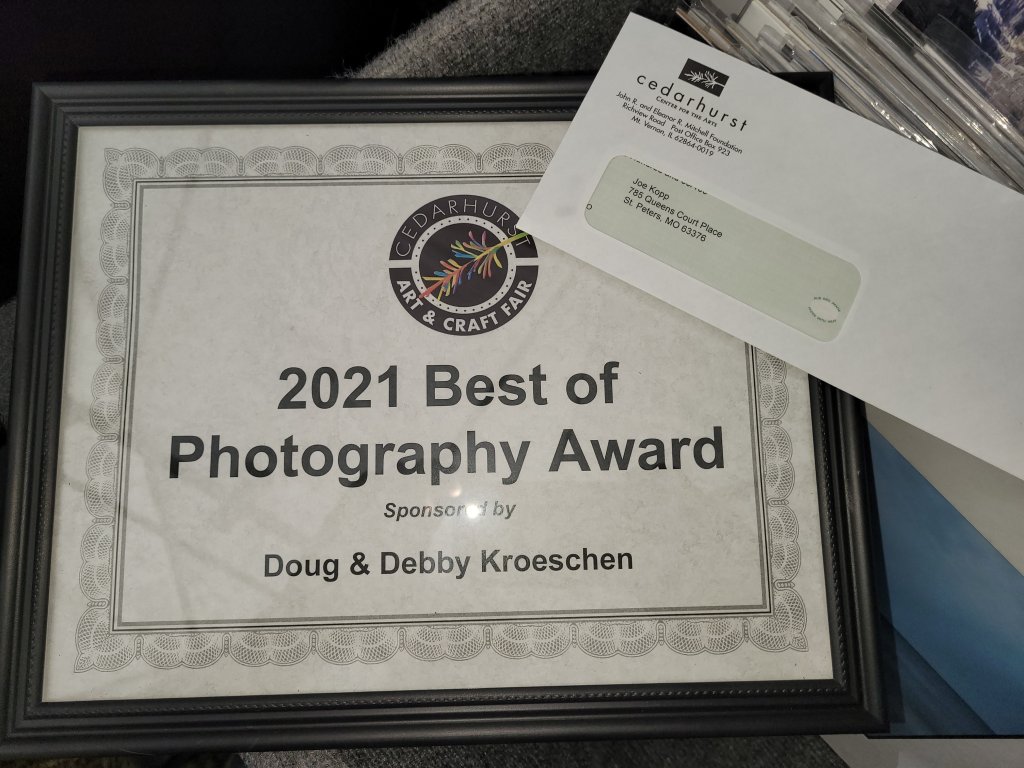 CEDARHURST
ART & CRAFT FAIR
2021 Best of
Photography Award
Sponsored by
Doug & Debby Kroeschen
cedarhurst
CENTER FOR THE ARTS
John R. and Eleanor R. Mitchell Foundation
Richview Road Post Office Box 923
Mt. Vernon, IL 62864-0019
Joe Kopp
785 Queens Court Place
St. Peters, MO 63376